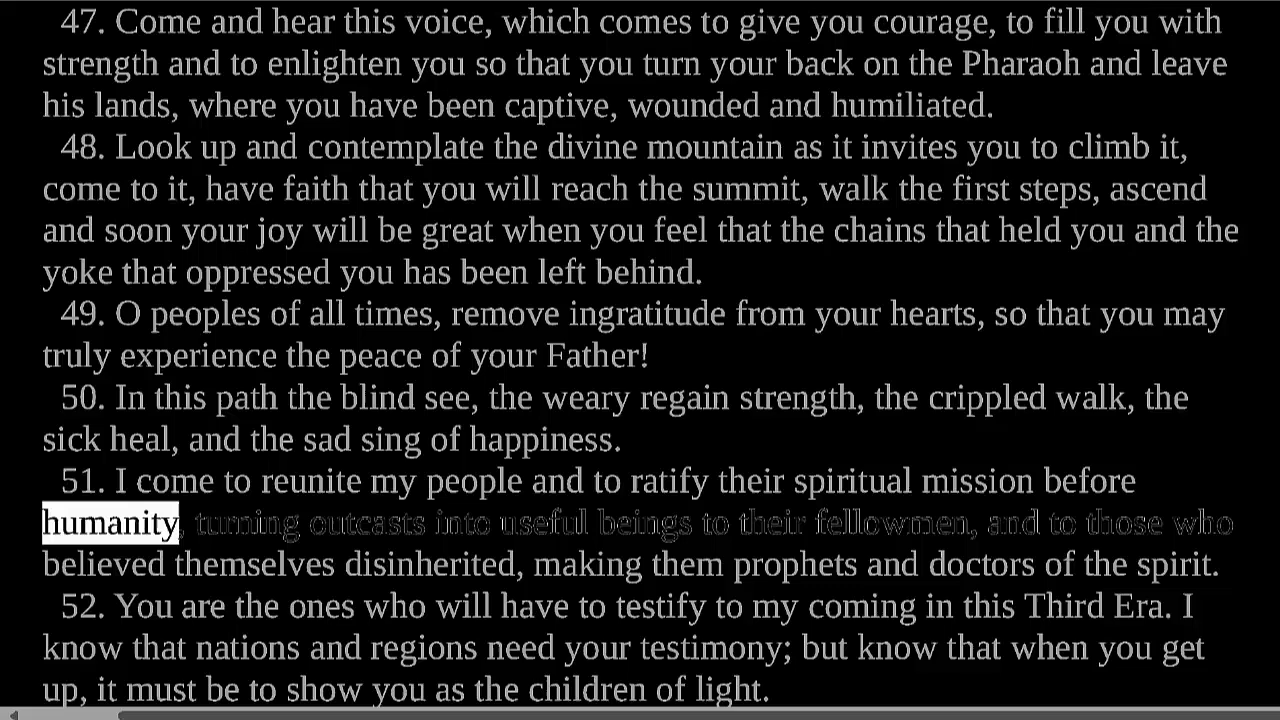 47. Come and hear this voice, which comes to give you courage, to fill you with
strength and to enlighten you so that you turn your back on the Pharaoh and leave
his lands, where you have been captive, wounded and humiliated.
48. Look up and contemplate the divine mountain as it invites you to climb it,
come to it, have faith that you will reach the summit, walk the first steps, ascend
and soon your joy will be great when you feel that the chains that held you and the
yoke that oppressed you has been left behind.
49. O peoples of all times, remove ingratitude from your hearts, so that you may
truly experience the peace of your Father!
50. In this path the blind see, the weary regain strength, the crippled walk, the
sick heal, and the sad sing of happiness.
51. I come to reunite my people and to ratify their spiritual mission before
humanity, turning outcasts into useful beings to their fellowmen, and to those who
believed themselves disinherited, making them prophets and doctors of the spirit.
52. You are the ones who will have to testify to my coming in this Third Era. I
know that nations and regions need your testimony; but know that when you get
up, it must be to show you as the children of light.